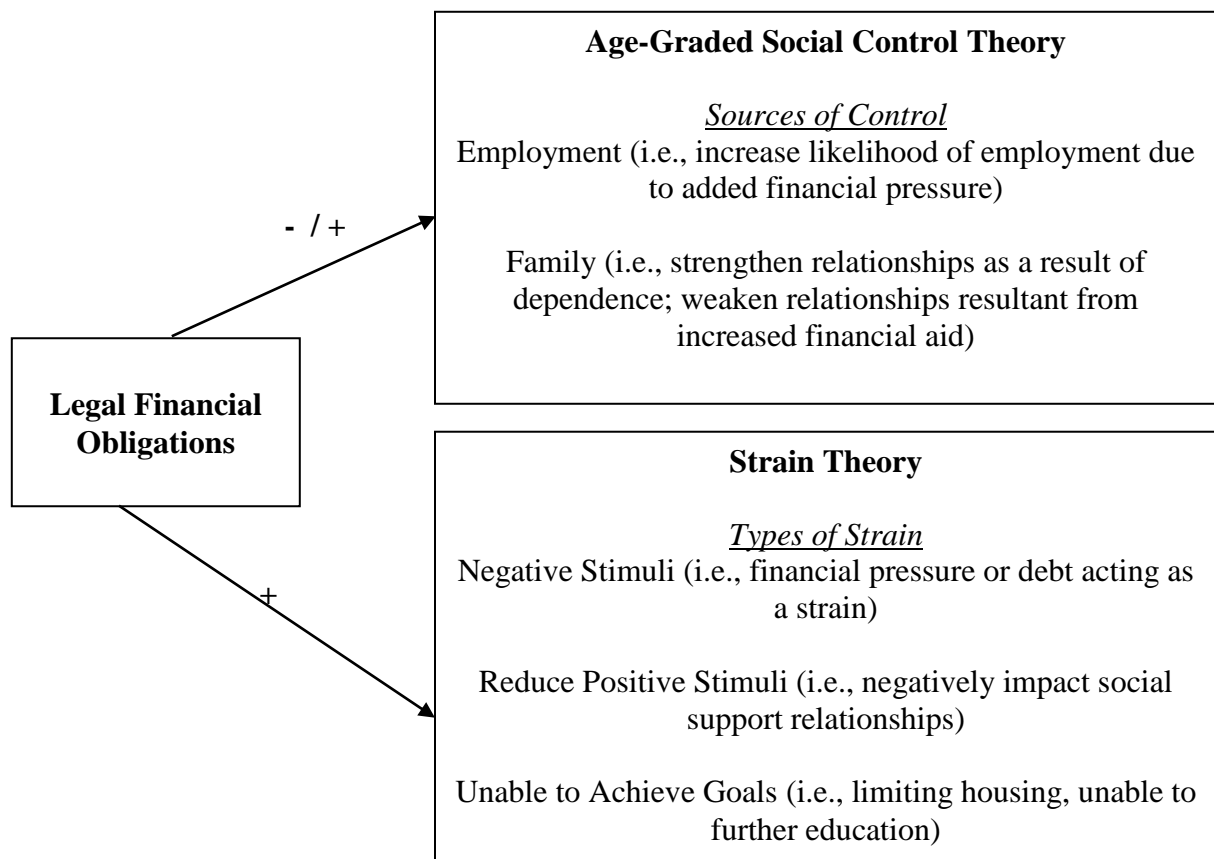 Age-Graded Social Control Theory
Sources of Control
Employment (i.e., increase likelihood of employment due
to added financial pressure)
Family (i.e., strengthen relationships as a result of
dependence; weaken relationships resultant from
increased financial aid)
- / +
Legal Financial
Obligations
+
Strain Theory
Types of Strain
Negative Stimuli (i.e., financial pressure or debt acting as
a strain)
Reduce Positive Stimuli (i.e., negatively impact social
support relationships)
Unable to Achieve Goals (i.e., limiting housing, unable to
further education)